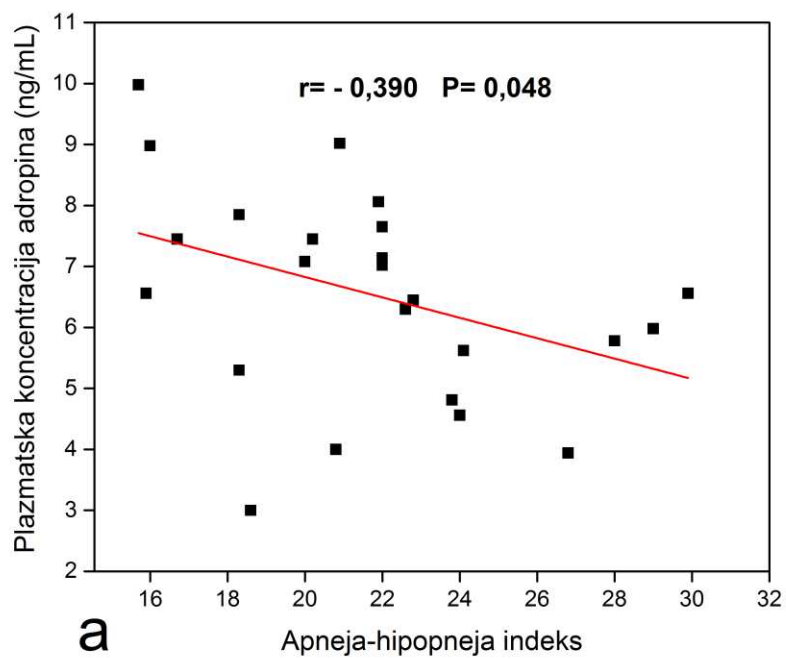 11
10
9
8
7
6
5
4
3
2
Plazmatska koncentracija adropina (ng/mL)
r= - 0,390 P= 0,048
16 18 20 22 24 26 28 30 32
a
Apneja-hipopneja indeks